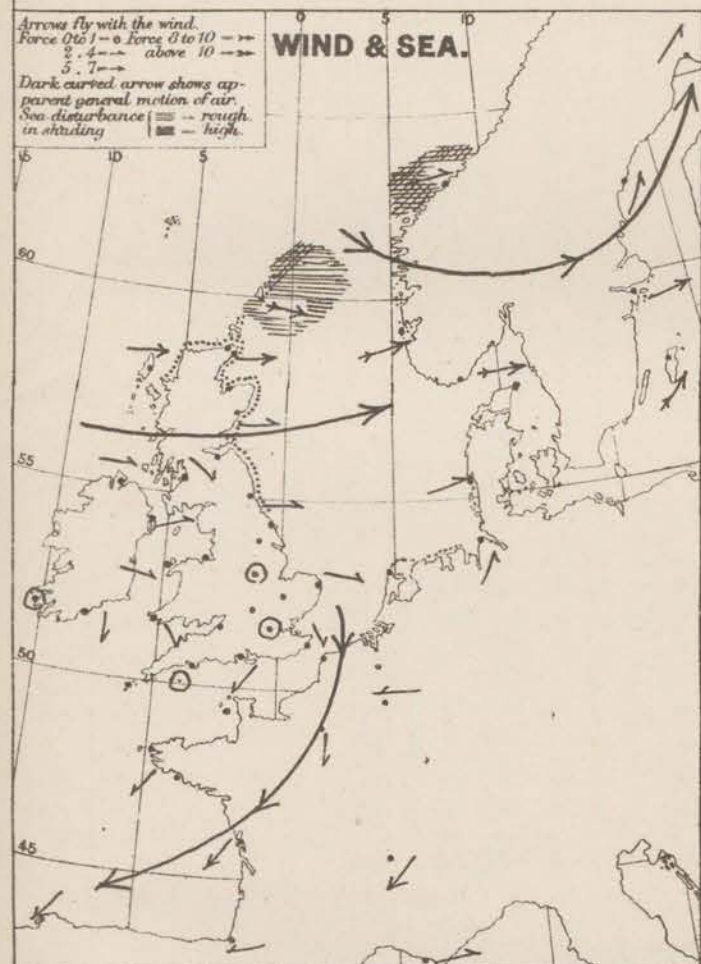 Arrows fly with the wind.
Force 0 to 1 Force 8 to 10
2 . 4 above 10
5 . 7
Dark curved arrow shows ap-
parent general motion of air.
Sea disturbance rough.
in shading high.
WIND & SEA.
0 10
15 10 5
60
55
50
45